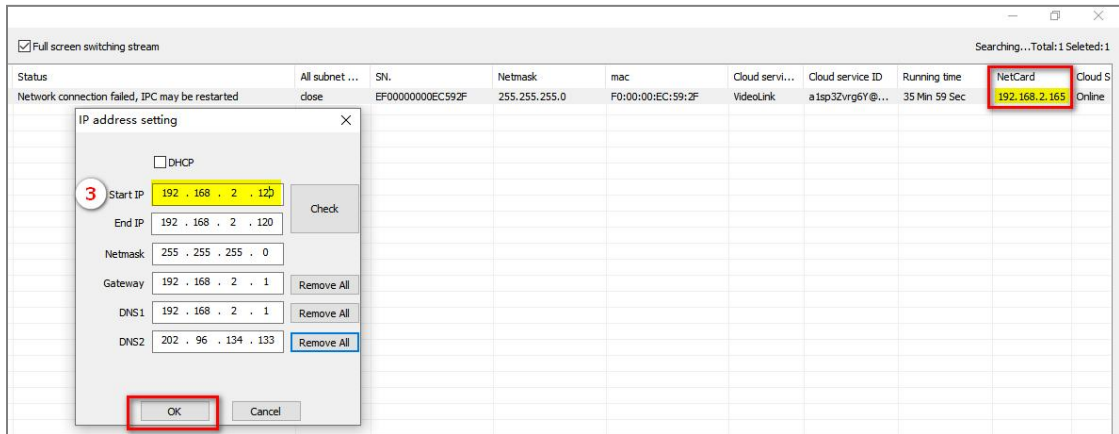 Full screen switching stream
Searching...Total:1 Seleted:1
Status All subnet ... SN. Netmask mac Cloud servi... Cloud service ID Running time NetCard Cloud S
Network connection failed, IPC may be restarted close EF00000000EC592F 255.255.255.0 F0:00:00:EC:59:2F VideoLink a1sp3Zvrg6Y@... 35 Min 59 Sec 192.168.2.165 Online
IP address setting
DHCP
3 Start IP 192 . 168 . 2 . 120
Check
End IP 192 . 168 . 2 . 120
Netmask 255 . 255 . 255 . 0
Gateway 192 . 168 . 2 . 1 Remove All
DNS1 192 . 168 . 2 . 1 Remove All
DNS2 202 . 96 . 134 . 133 Remove All
OK Cancel